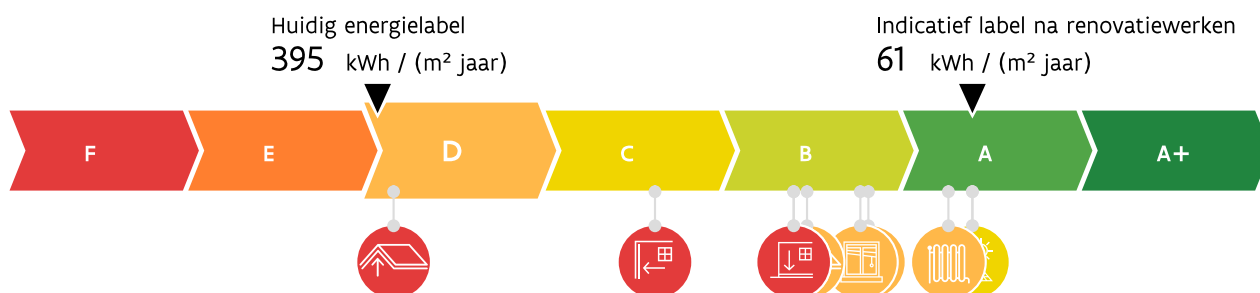 Huidig energielabel
395 kWh / (m² jaar)
Indicatief label na renovatiewerken
61 kWh / (m² jaar)
F E D C B A A+